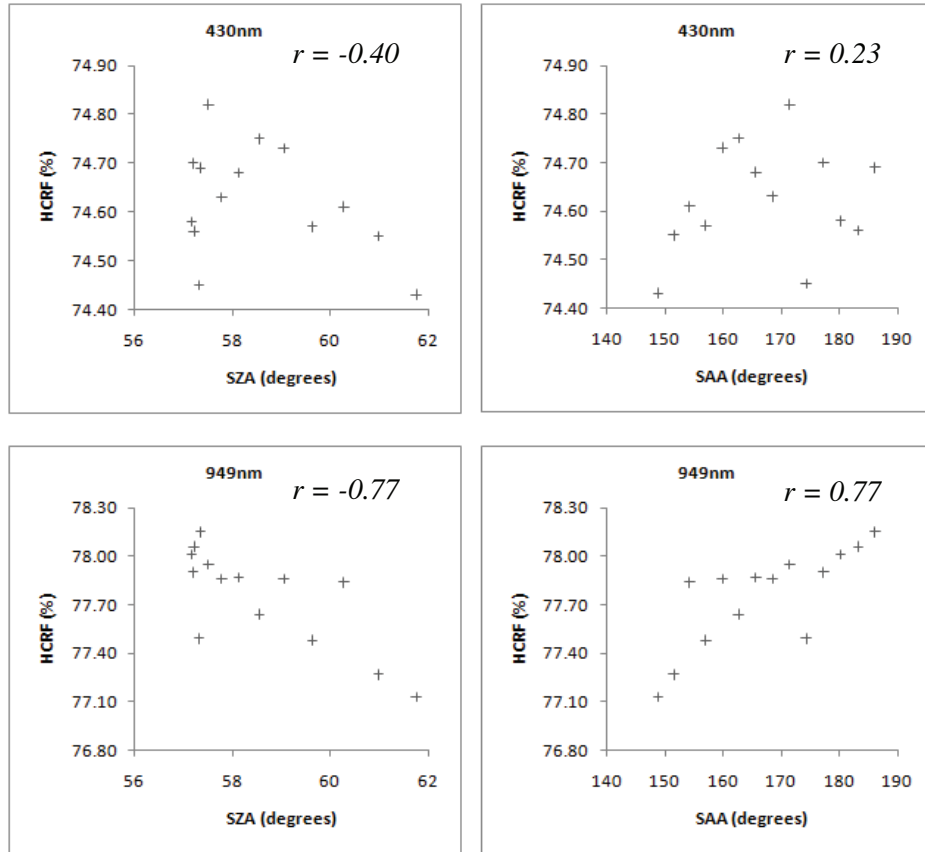 430nm
r = -0.40
74.90
74.80
74.70
74.60
74.50
74.40
HCRF (%)
56 58 60 62
SZA (degrees)
430nm
r = 0.23
74.90
74.80
74.70
74.60
74.50
74.40
HCRF (%)
140 150 160 170 180 190
SAA (degrees)
949nm
r = -0.77
78.30
78.00
77.70
77.40
77.10
76.80
HCRF (%)
56 58 60 62
SZA (degrees)
949nm
r = 0.77
78.30
78.00
77.70
77.40
77.10
76.80
HCRF (%)
140 150 160 170 180 190
SAA (degrees)